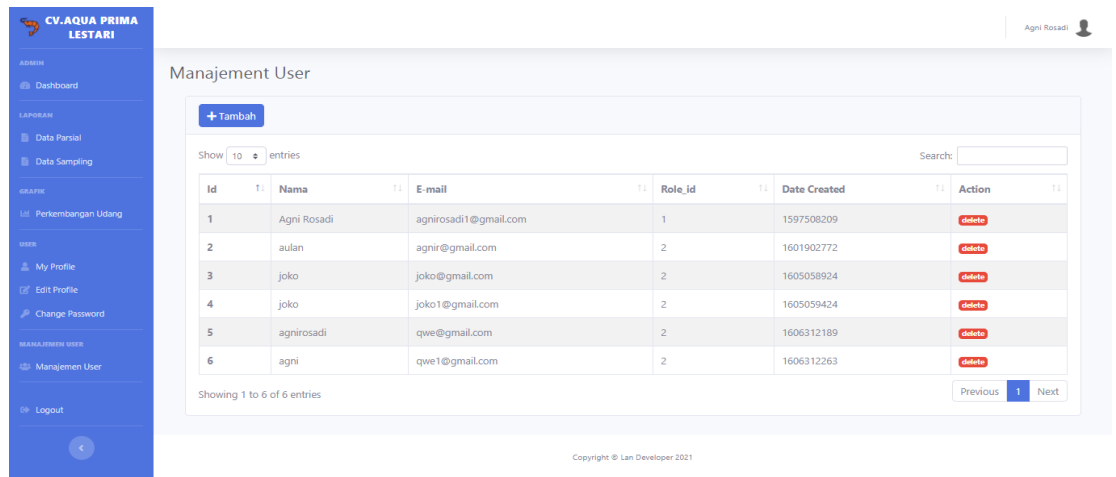 CV.AQUA PRIMA
LESTARI
ADMIN
Dashboard
LAPORAN
Data Parsial
Data Sampling
GRAFIK
Perkembangan Udang
USER
My Profile
Edit Profile
Change Password
MANAJEMEN USER
Manajemen User
Logout
Agni Rosadi
Manajement User
+ Tambah
Show 10 entries Search:
Id Nama E-mail Role_id Date Created Action
1 Agni Rosadi agnirosadi1@gmail.com 1 1597508209 delete
2 aulan agnir@gmail.com 2 1601902772 delete
3 joko joko@gmail.com 2 1605058924 delete
4 joko joko1@gmail.com 2 1605059424 delete
5 agnirosadi qwe@gmail.com 2 1606312189 delete
6 agni qwe1@gmail.com 2 1606312263 delete
Showing 1 to 6 of 6 entries Previous 1 Next
Copyright © Lan Developer 2021